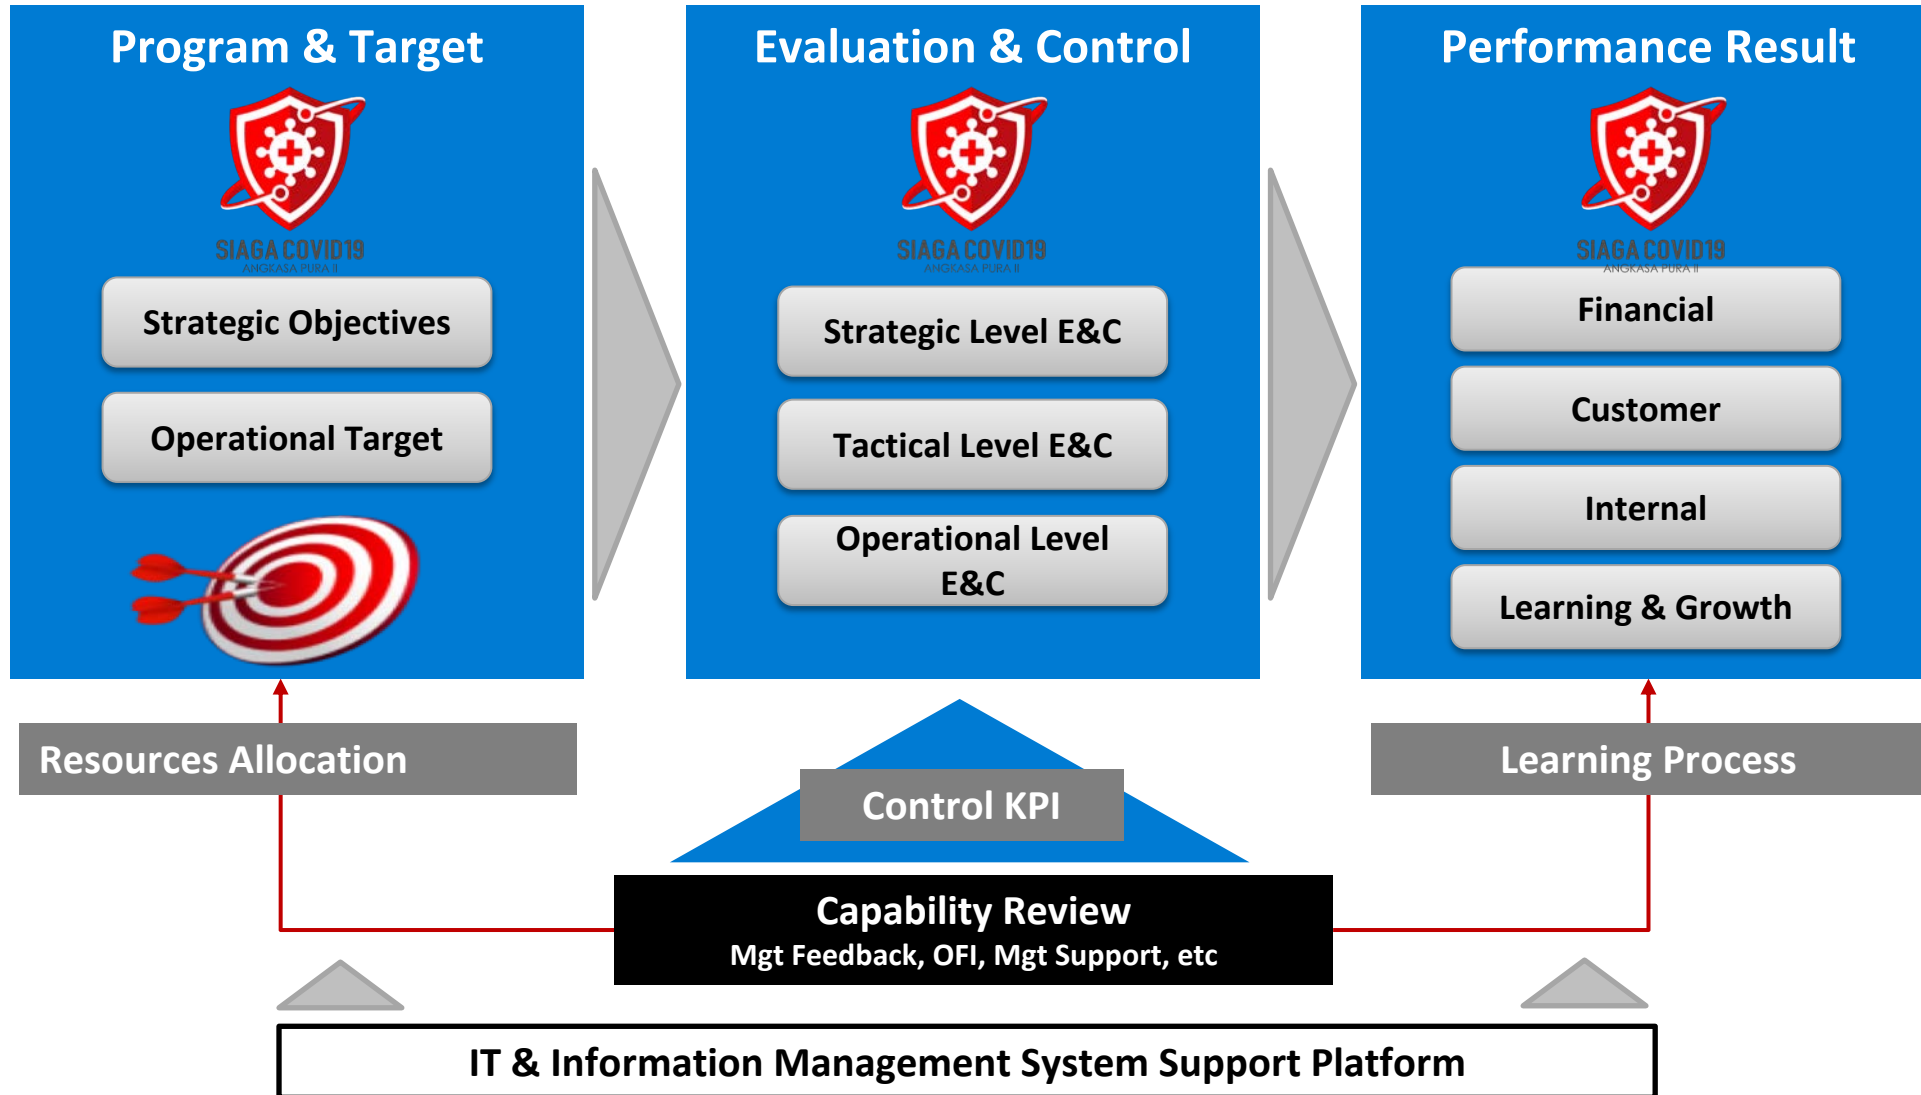 Program & Target
SIAGA COVID19
ANGKASA PURA II
Strategic Objectives
Operational Target
Evaluation & Control
SIAGA COVID19
ANGKASA PURA II
Strategic Level E&C
Tactical Level E&C
Operational Level
E&C
Performance Result
SIAGA COVID19
ANGKASA PURA II
Financial
Customer
Internal
Learning & Growth
Resources Allocation
Control KPI
Learning Process
Capability Review
Mgt Feedback, OFI, Mgt Support, etc
IT & Information Management System Support Platform